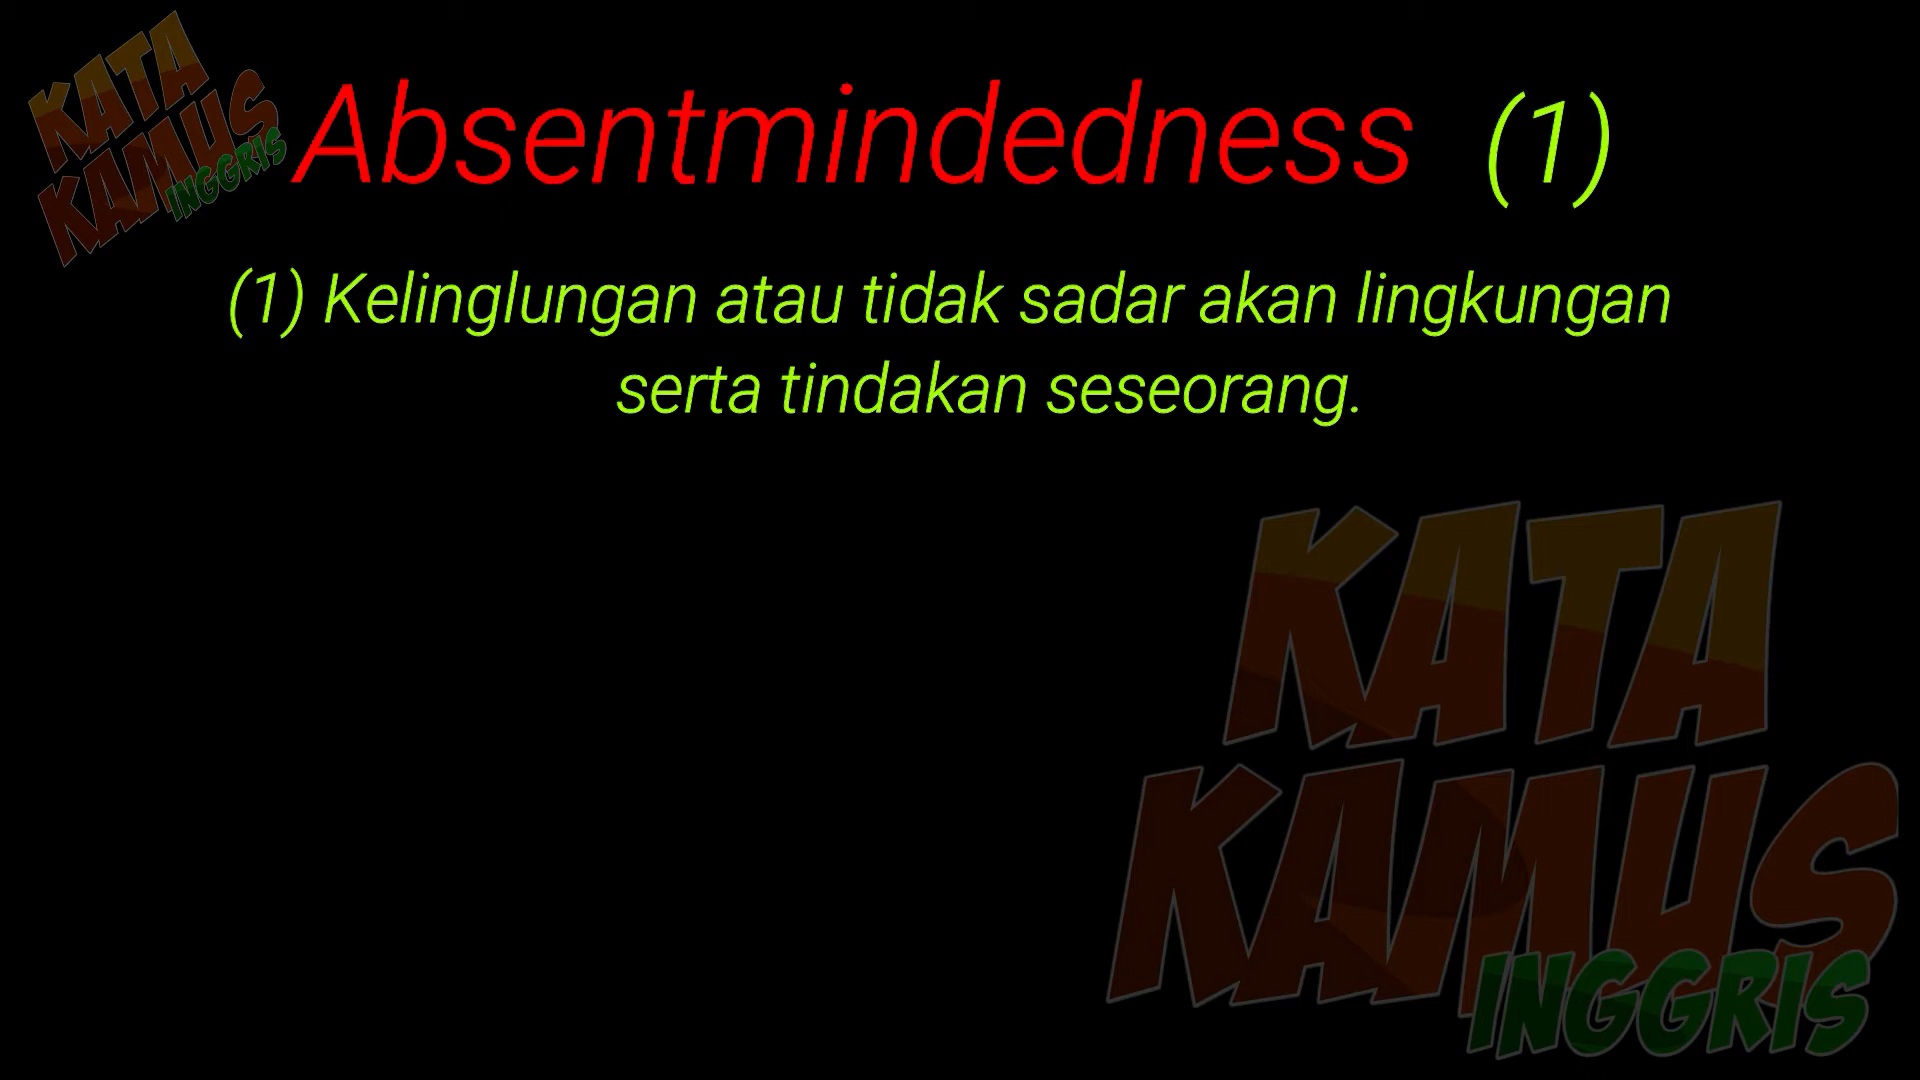 KATA
KAMUS
INGGRIS
Absentmindedness (1)
(1) Kelinglungan atau tidak sadar akan lingkungan
serta tindakan seseorang.
KATA
KAMUS
INGGRIS